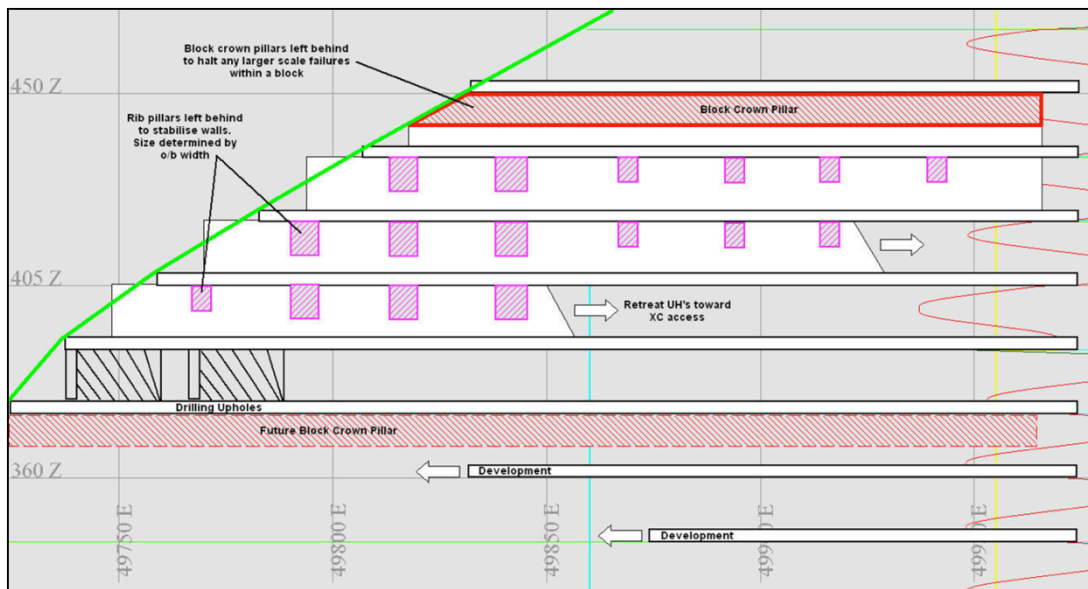 Block crown pillars left behind
to halt any larger scale failures
within a block
450 Z
Block Crown Pillar
Rib pillars left behind
to stabilise walls.
Size determined by
o/b width
405 Z
Retreat UH's toward
XC access
Drilling Upholes
Future Block Crown Pillar
360 Z
Development
Development
49750 E
49800 E
49850 E